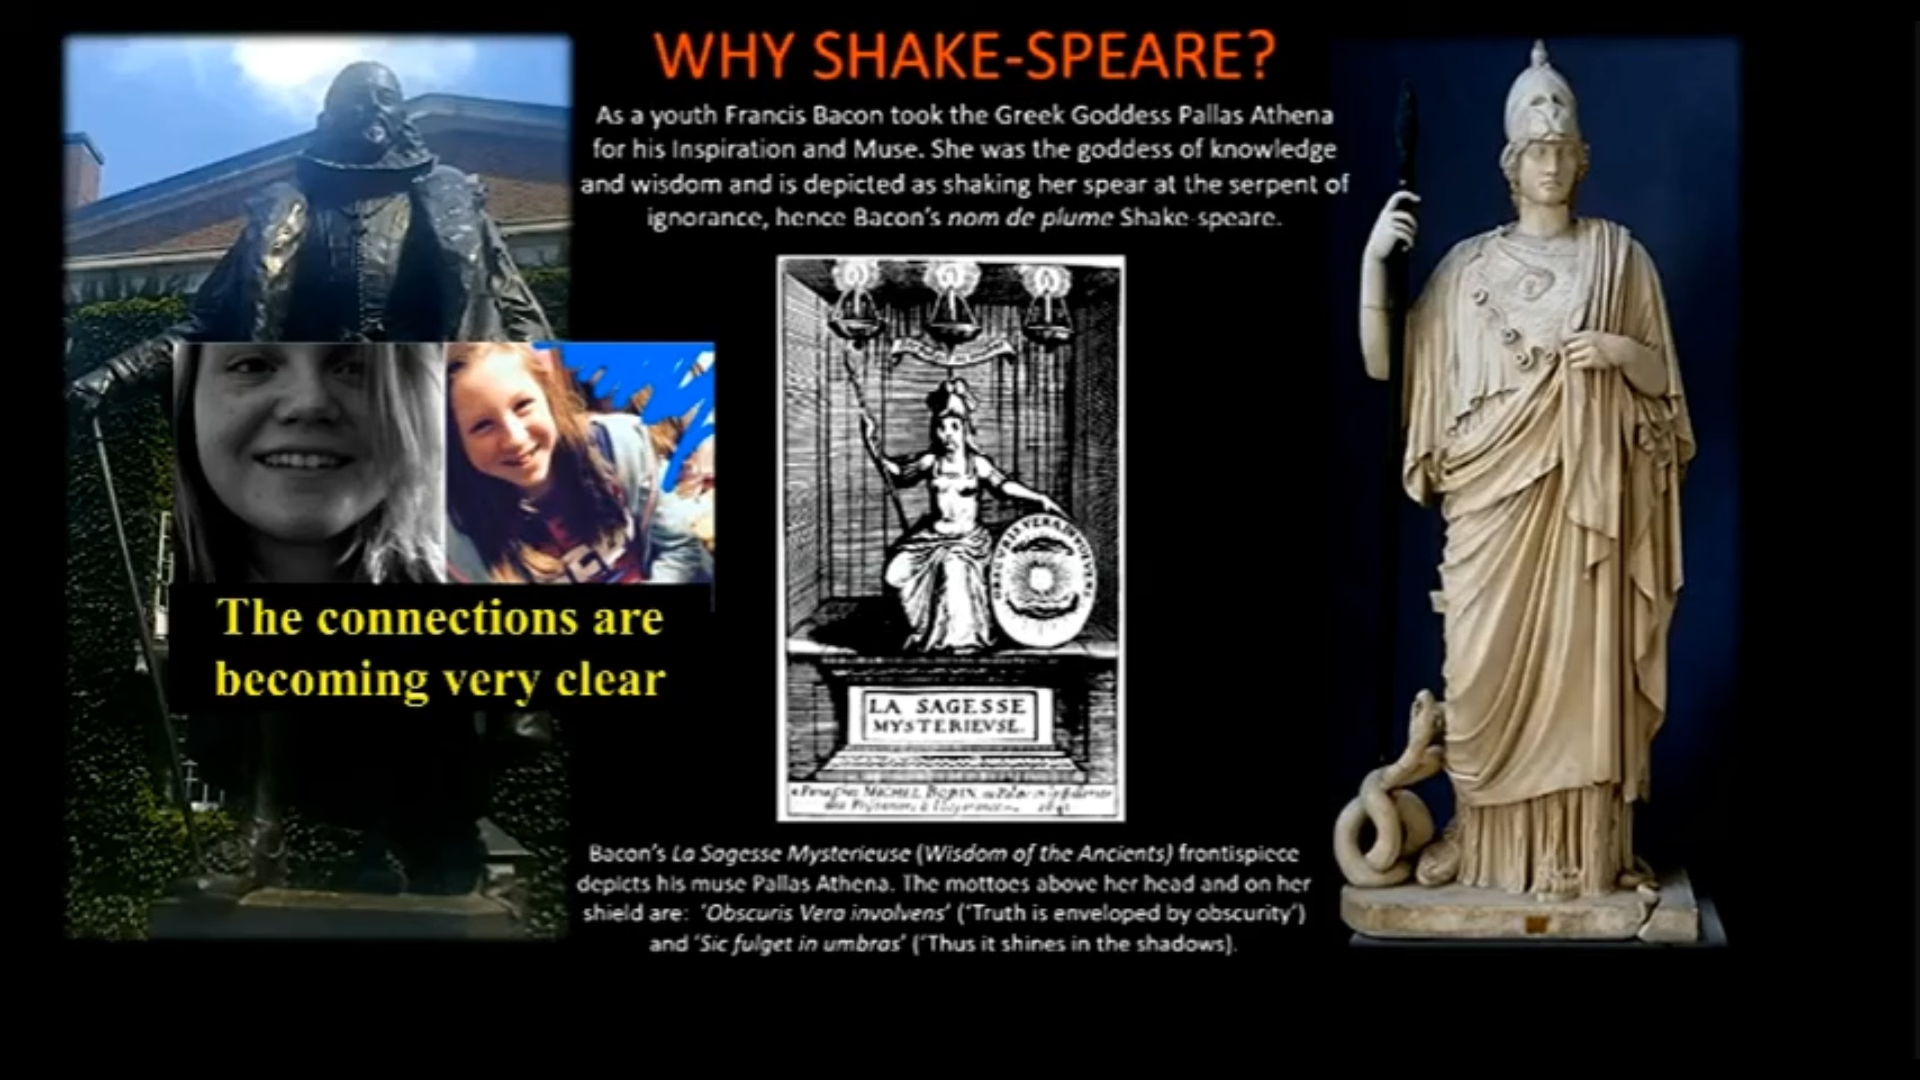 WHY SHAKE-SPEARE?
As a youth Francis Bacon took the Greek Goddess Pallas Athena
for his Inspiration and Muse. She was the goddess of knowledge
and wisdom and is depicted as shaking her spear at the serpent of
ignorance, hence Bacon's nom de plume Shake-speare.
The connections are
becoming very clear
OBSCURIS VERA INVOLVENS
LA SAGESSE
MYSTERIEVSE.
MICHEL
Bacon's La Sagesse Mysterieuse (Wisdom of the Ancients) frontispiece
depicts his muse Pallas Athena. The mottoes above her head and on her
shield are: 'Obscuris Vera involvens' ('Truth is enveloped by obscurity')
and 'Sic fulget in umbras' ('Thus it shines in the shadows).